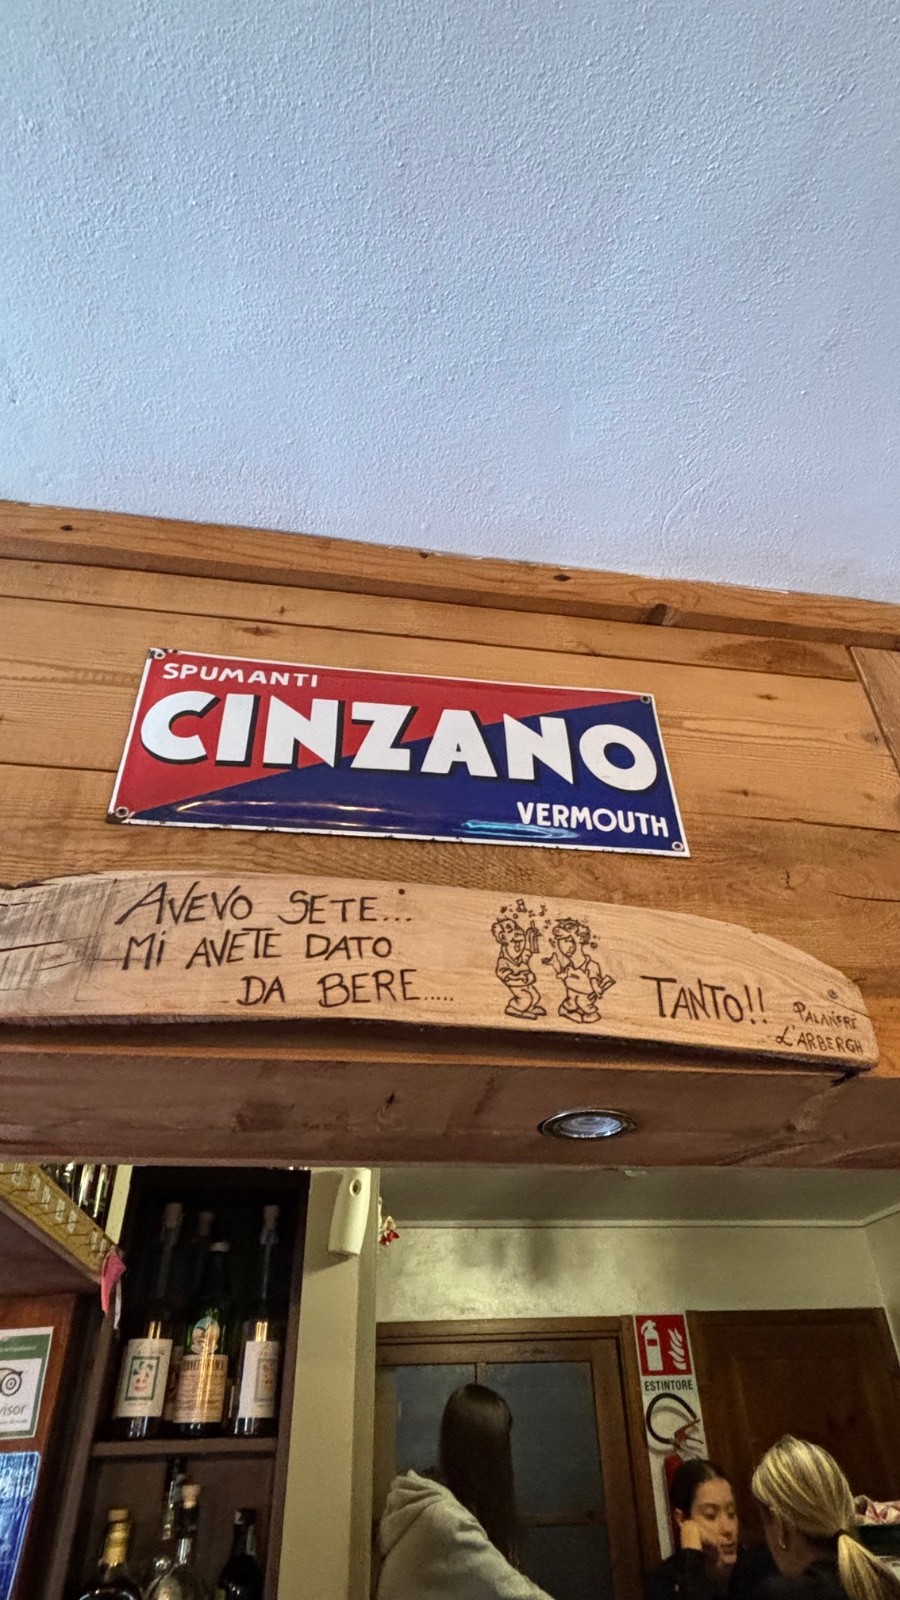 SPUMANTI
CINZANO
VERMOUTH
AVEVO SETE...
MI AVETE DATO
DA BERE.....
TANTO!!
PALANFRÈ
L'ARBERGH
ESTINTORE